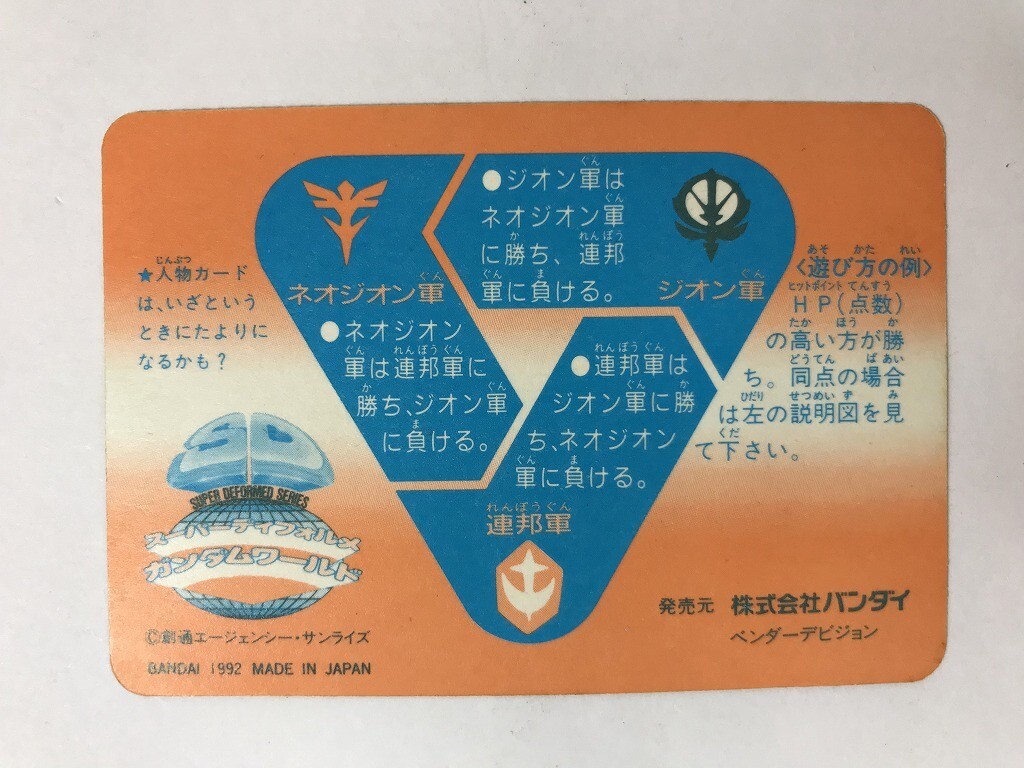 ●ジオン軍は
ネオジオン軍
に勝ち、連邦
軍に負ける。
ジオン軍
ネオジオン軍
●ネオジオン
軍は連邦軍に
勝ち、ジオン軍
に負ける。
●連邦軍は
ジオン軍に勝
ち、ネオジオン
軍に負ける。
連邦軍
★人物カード
は、いざという
ときにたよりに
なるかも？
〈遊び方の例〉
HP(点数)
の高い方が勝
ち。同点の場合
は左の説明図を見
て下さい。
SD
SUPER DEFORMED SERIES
スーパーディフォルメ
ガンダムワールド
©創通エージェンシー・サンライズ
BANDAI 1992 MADE IN JAPAN
発売元 株式会社バンダイ
ベンダーデビジョン